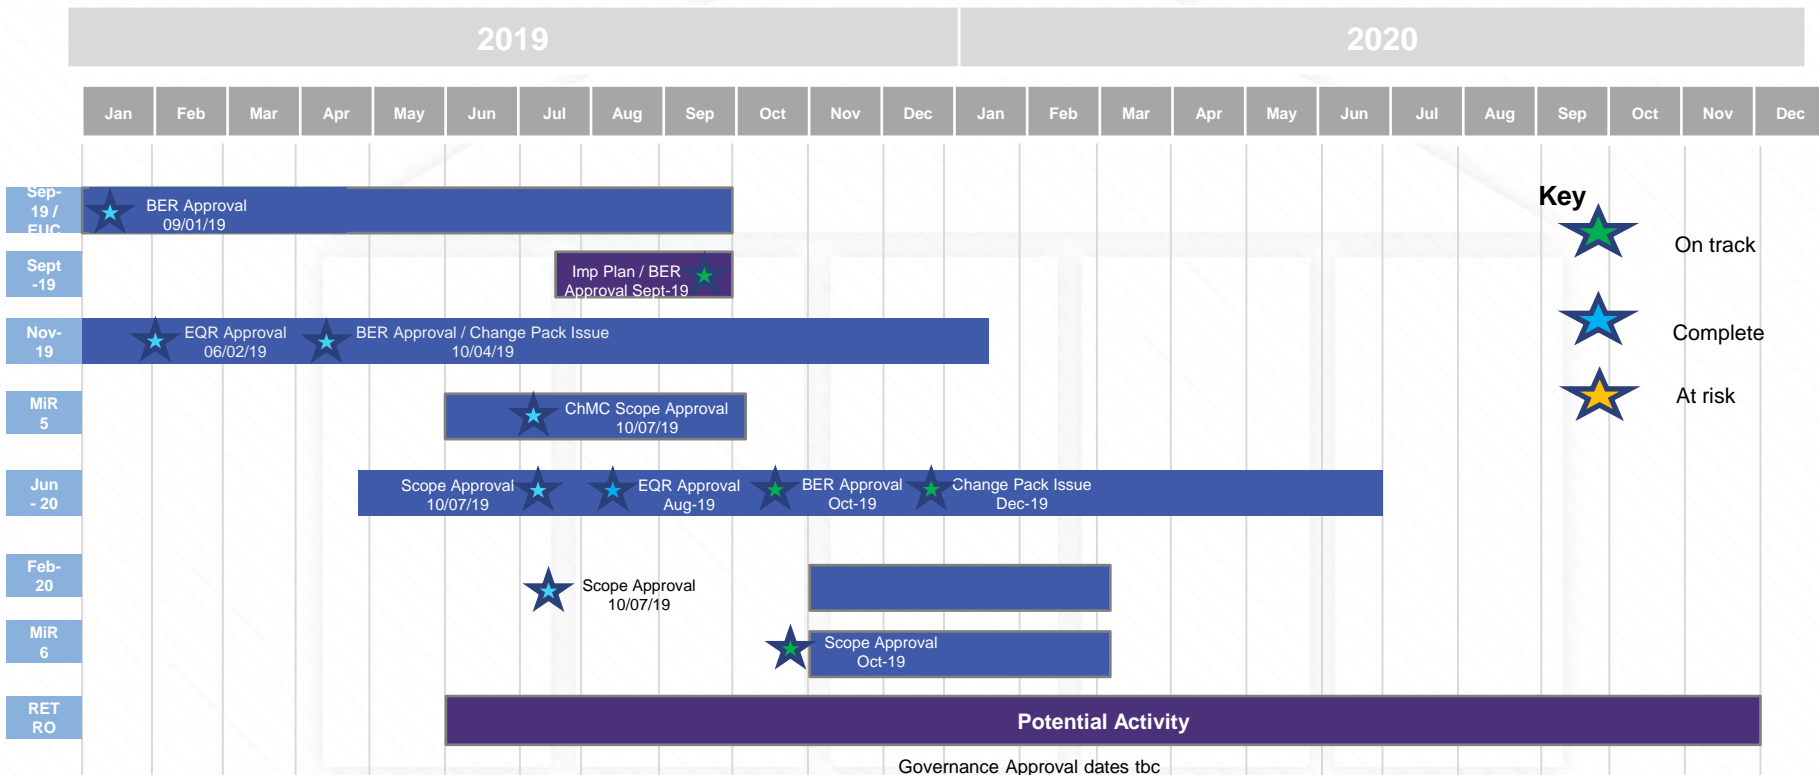 2019
2020
Jan Feb Mar Apr May Jun Jul Aug Sep Oct Nov Dec Jan Feb Mar Apr May Jun Jul Aug Sep Oct Nov Dec
Key
On track
Complete
At risk
Sep-
19 /
EUC
BER Approval
09/01/19
Sept
-19
Imp Plan / BER
Approval Sept-19
Nov-
19
EQR Approval
06/02/19
BER Approval / Change Pack Issue
10/04/19
MiR
5
ChMC Scope Approval
10/07/19
Jun
- 20
Scope Approval
10/07/19
EQR Approval
Aug-19
BER Approval
Oct-19
Change Pack Issue
Dec-19
Feb-
20
Scope Approval
10/07/19
MiR
6
Scope Approval
Oct-19
RET
RO
Potential Activity
Governance Approval dates tbc